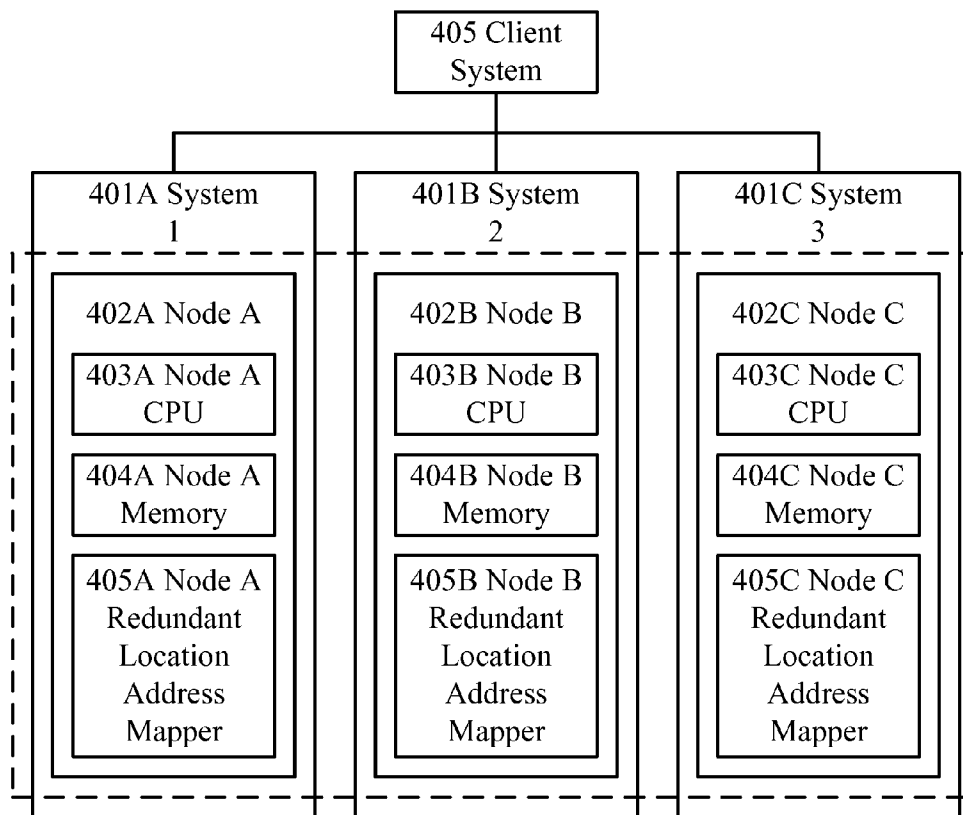 405 Client
System
401A System
1
401B System
2
401C System
3
402A Node A
402B Node B
402C Node C
403A Node A
CPU
403B Node B
CPU
403C Node C
CPU
404A Node A
Memory
404B Node B
Memory
404C Node C
Memory
405A Node A
Redundant
Location
Address
Mapper
405B Node B
Redundant
Location
Address
Mapper
405C Node C
Redundant
Location
Address
Mapper